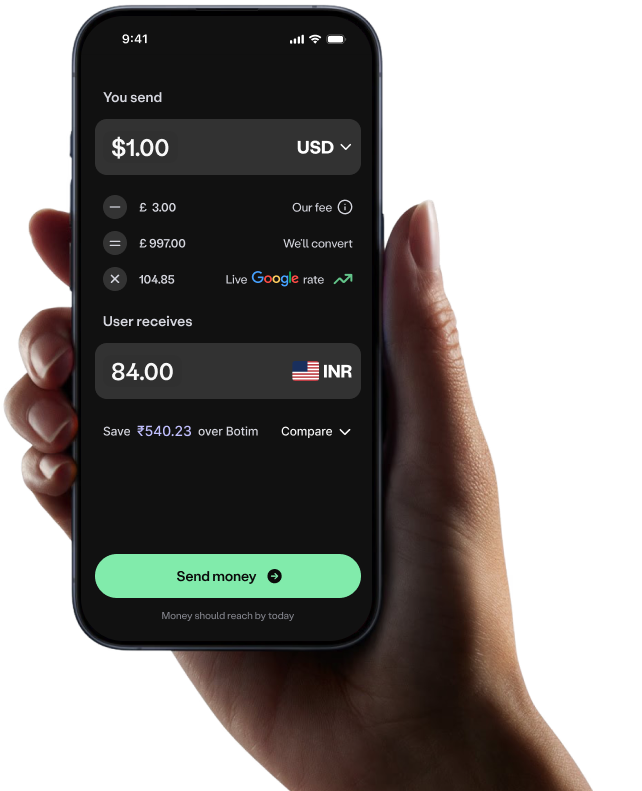 9:41
You send
$1.00 USD
£ 3.00 Our fee
£ 997.00 We'll convert
104.85 Live Google rate
User receives
84.00 INR
Save ₹540.23 over Botim Compare
Send money
Money should reach by today